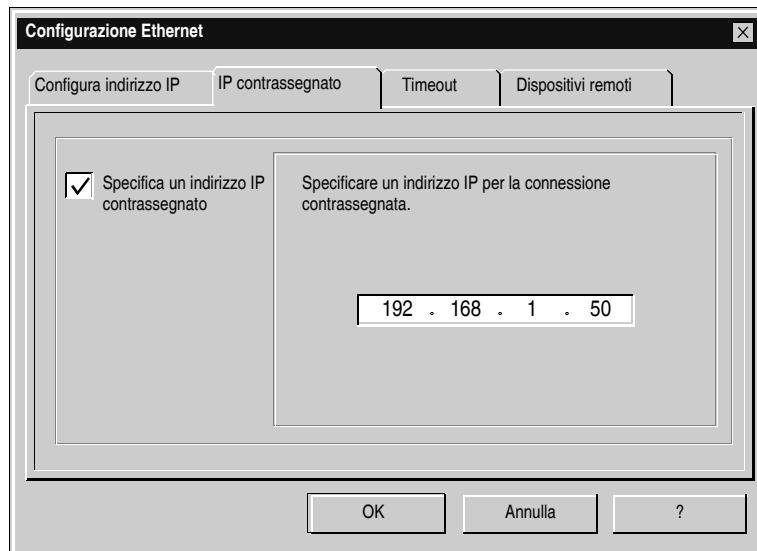 Configurazione Ethernet
Configura indirizzo IP
IP contrassegnato
Timeout
Dispositivi remoti
Specifica un indirizzo IP
contrassegnato
Specificare un indirizzo IP per la connessione
contrassegnata.
192 . 168 . 1 . 50
OK
Annulla
?